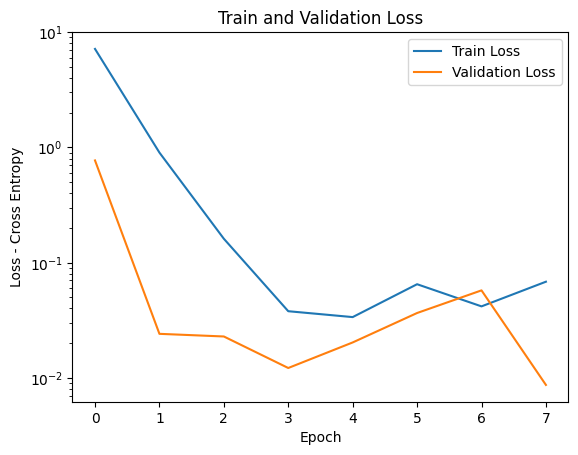 Train and Validation Loss
Train Loss
Validation Loss
Loss - Cross Entropy
10^1
10^0
10^-1
10^-2
0 1 2 3 4 5 6 7
Epoch